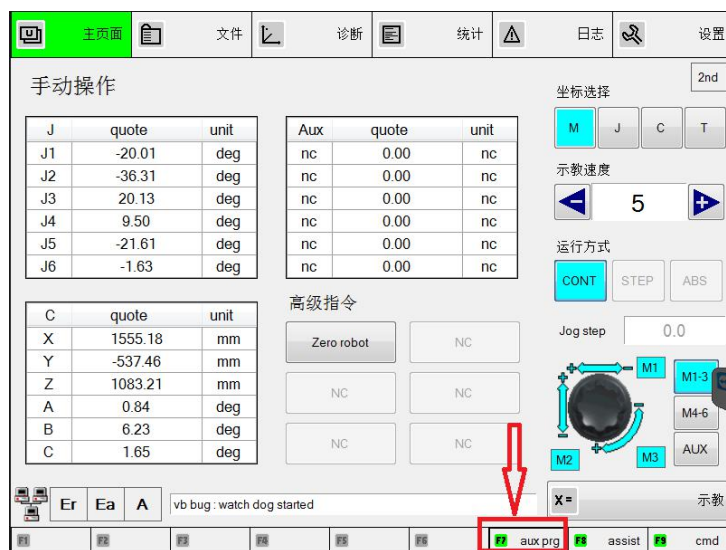 主页面 文件 诊断 统计 日志 设置
手动操作
2nd
坐标选择
M J C T
J quote unit
J1 -20.01 deg
J2 -36.31 deg
J3 20.13 deg
J4 9.50 deg
J5 -21.61 deg
J6 -1.63 deg
Aux quote unit
nc 0.00 nc
nc 0.00 nc
nc 0.00 nc
nc 0.00 nc
nc 0.00 nc
nc 0.00 nc
示教速度
5
运行方式
CONT STEP ABS
C quote unit
X 1555.18 mm
Y -537.46 mm
Z 1083.21 mm
A 0.84 deg
B 6.23 deg
C 1.65 deg
高级指令
Zero robot NC
NC NC
NC NC
Jog step 0.0
M1 M1-3
M4-6
M2 M3 AUX
Er Ea A vb bug : watch dog started X= 示教
F1 F2 F3 F4 F5 F6 F7 aux prg F8 assist F9 cmd